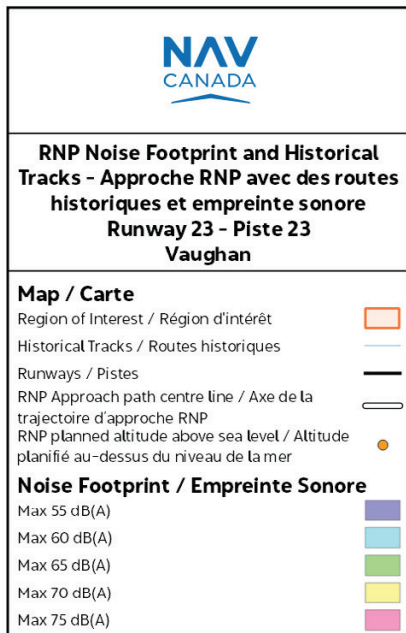 NAV
CANADA
RNP Noise Footprint and Historical
Tracks - Approche RNP avec des routes
historiques et empreinte sonore
Runway 23 - Piste 23
Vaughan
Map / Carte
Region of Interest / Région d'intérêt
Historical Tracks / Routes historiques
Runways / Pistes
RNP Approach path centre line / Axe de la
trajectoire d'approche RNP
RNP planned altitude above sea level / Altitude
planifié au-dessus du niveau de la mer
Noise Footprint / Empreinte Sonore
Max 55 dB(A)
Max 60 dB(A)
Max 65 dB(A)
Max 70 dB(A)
Max 75 dB(A)